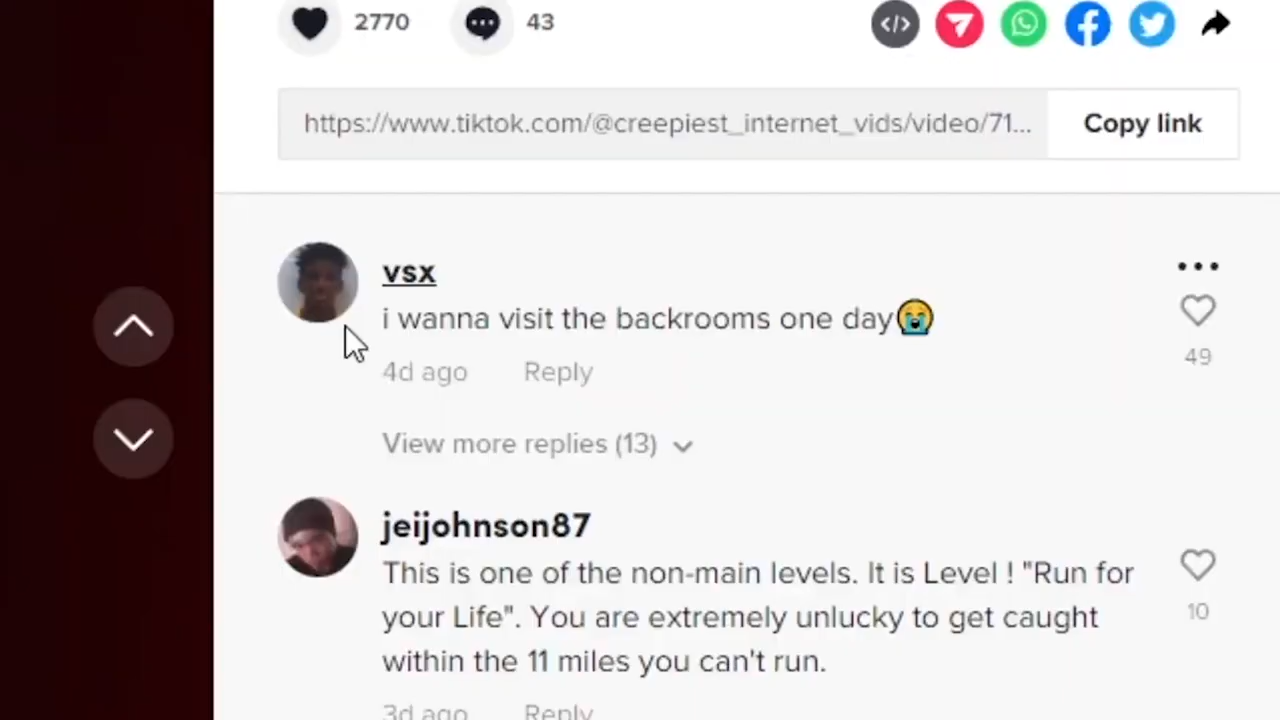 2770
43
https://www.tiktok.com/@creepiest_internet_vids/video/71...
Copy link
vsx
i wanna visit the backrooms one day😭
49
4d ago
Reply
View more replies (13)
jeijohnson87
This is one of the non-main levels. It is Level ! "Run for
your Life". You are extremely unlucky to get caught
within the 11 miles you can't run.
10
3d ago
Reply